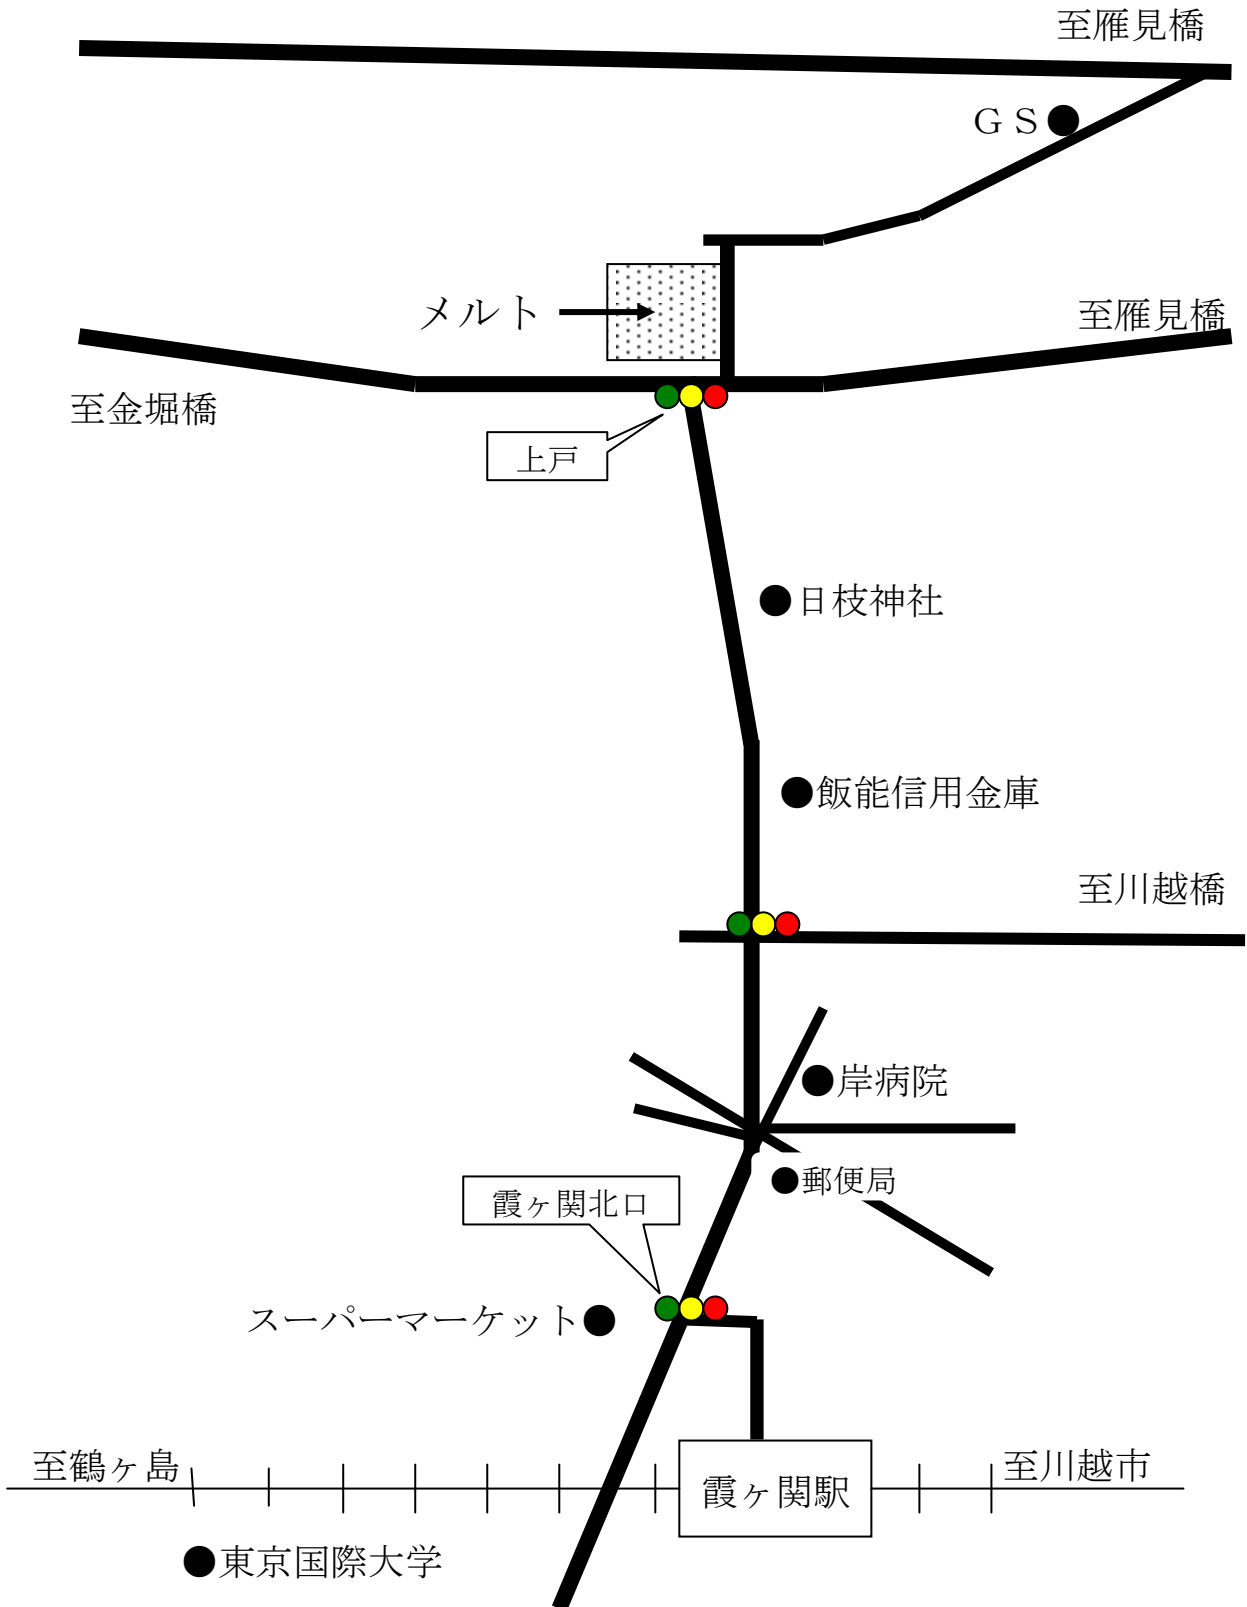 至雁見橋
ＧＳ●
メルト
至雁見橋
至金堀橋
上戸
●日枝神社
●飯能信用金庫
至川越橋
●岸病院
●郵便局
霞ヶ関北口
スーパーマーケット●
至鶴ヶ島
霞ヶ関駅
至川越市
●東京国際大学